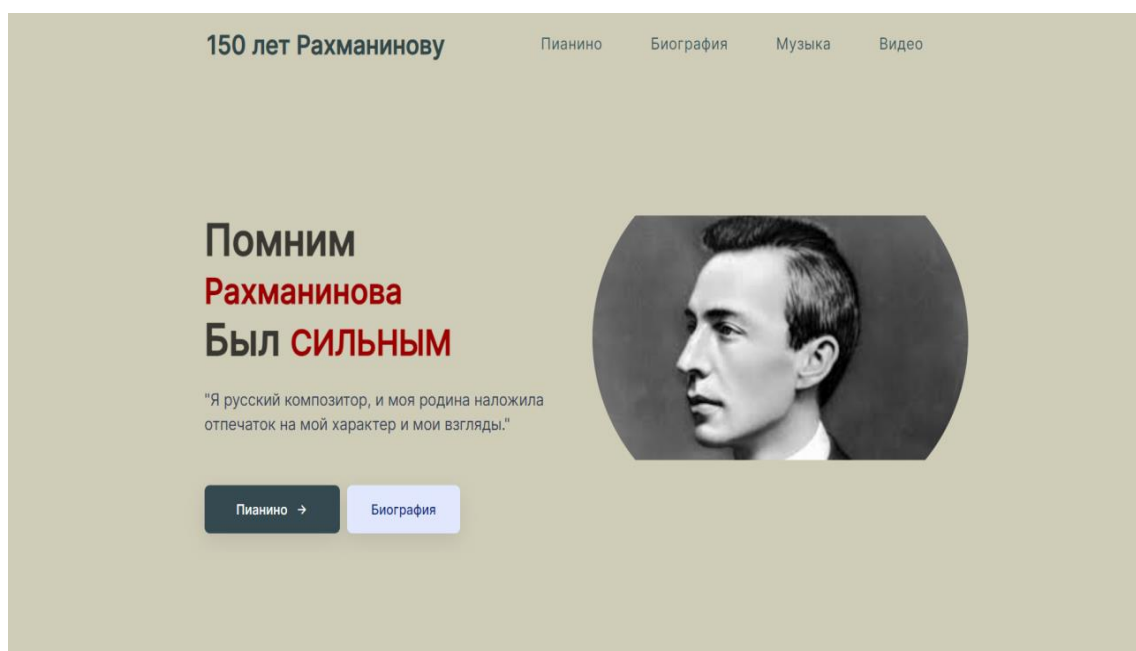 150 лет Рахманинову
Пианино
Биография
Музыка
Видео
Помним
Рахманинова
Был сильным
"Я русский композитор, и моя родина наложила
отпечаток на мой характер и мои взгляды."
Пианино →
Биография